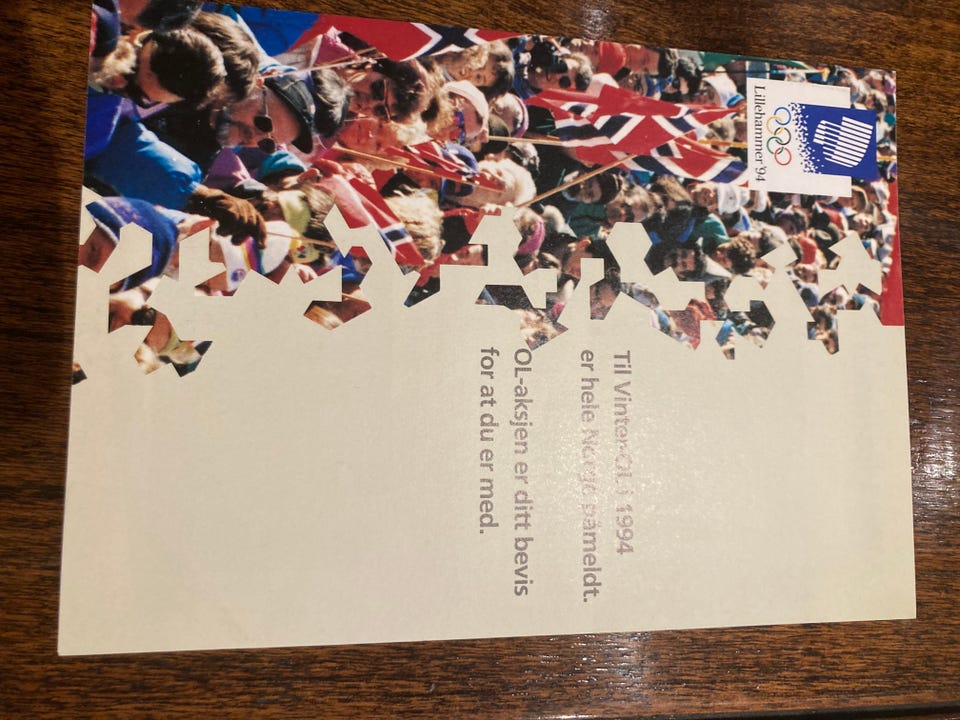 Lillehammer'94
Til Vinter-OL i 1994
er hele Norge påmeldt.
OL-aksjen er ditt bevis
for at du er med.